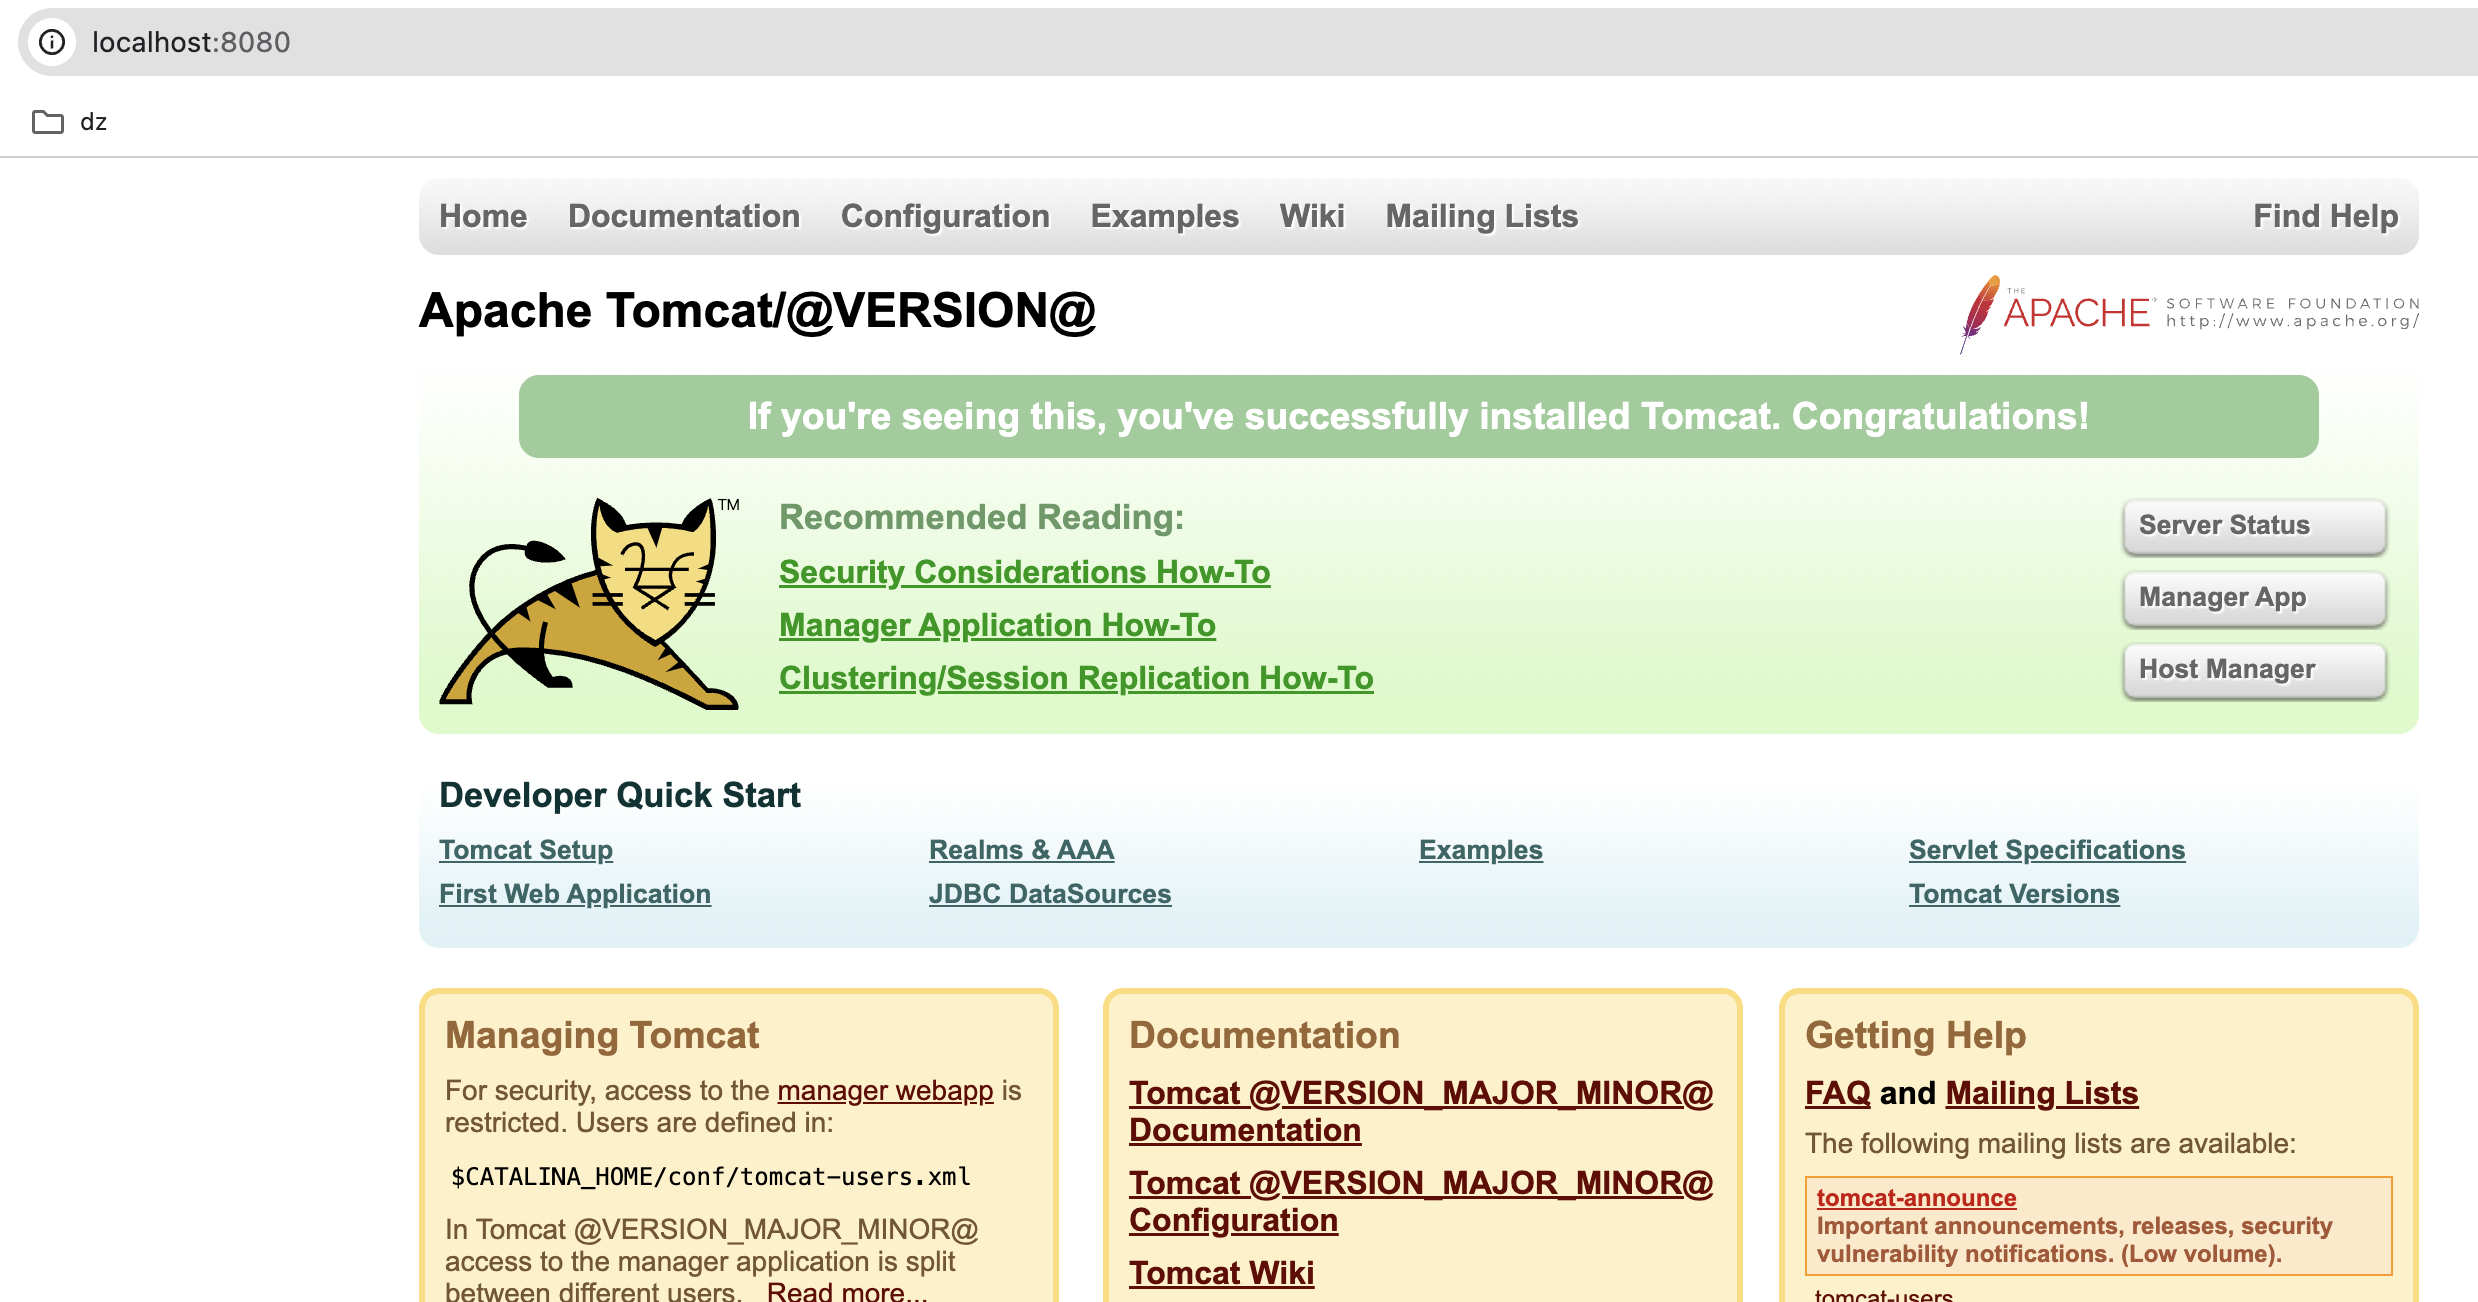 localhost:8080
dz
Home Documentation Configuration Examples Wiki Mailing Lists Find Help
Apache Tomcat/@VERSION@
THE APACHE SOFTWARE FOUNDATION
http://www.apache.org/
If you're seeing this, you've successfully installed Tomcat. Congratulations!
TM
Recommended Reading:
Security Considerations How-To
Manager Application How-To
Clustering/Session Replication How-To
Server Status
Manager App
Host Manager
Developer Quick Start
Tomcat Setup
First Web Application
Realms & AAA
JDBC DataSources
Examples
Servlet Specifications
Tomcat Versions
Managing Tomcat
For security, access to the manager webapp is
restricted. Users are defined in:
$CATALINA_HOME/conf/tomcat-users.xml
In Tomcat @VERSION_MAJOR_MINOR@
access to the manager application is split
between different users. Read more...
Documentation
Tomcat @VERSION_MAJOR_MINOR@
Documentation
Tomcat @VERSION_MAJOR_MINOR@
Configuration
Tomcat Wiki
Getting Help
FAQ and Mailing Lists
The following mailing lists are available:
tomcat-announce
Important announcements, releases, security
vulnerability notifications. (Low volume).
tomcat-users